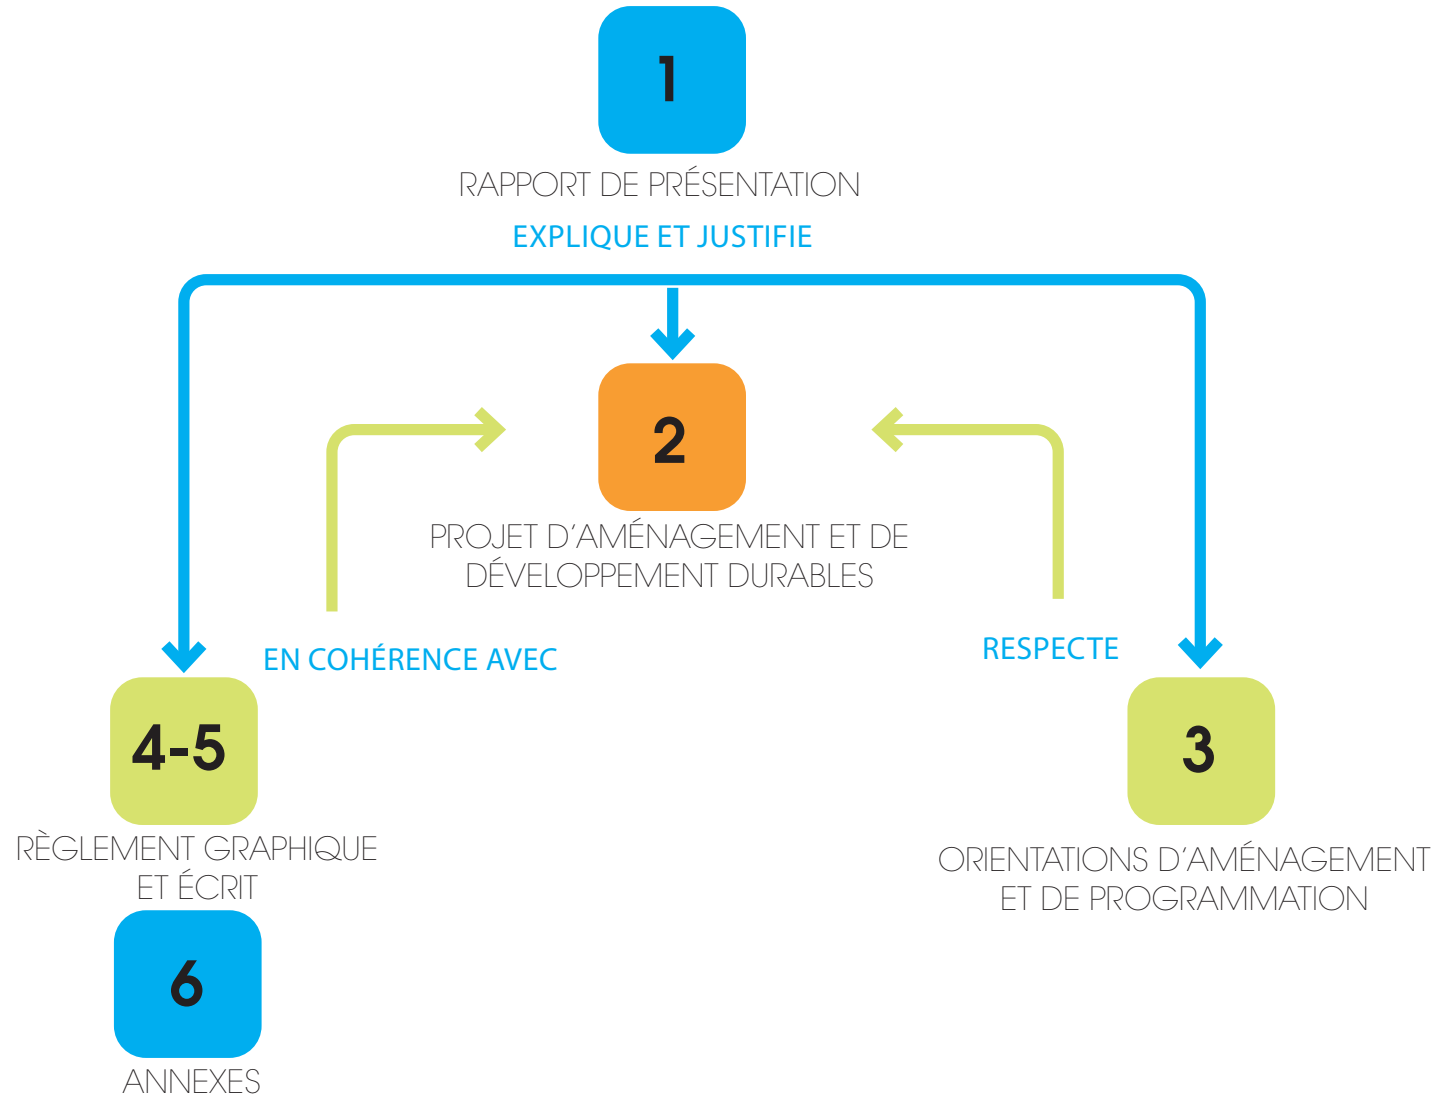 1
RAPPORT DE PRÉSENTATION
EXPLIQUE ET JUSTIFIE
2
PROJET D’AMÉNAGEMENT ET DE
DÉVELOPPEMENT DURABLES
EN COHÉRENCE AVEC
RESPECTE
4-5
RÈGLEMENT GRAPHIQUE
ET ÉCRIT
3
ORIENTATIONS D’AMÉNAGEMENT
ET DE PROGRAMMATION
6
ANNEXES